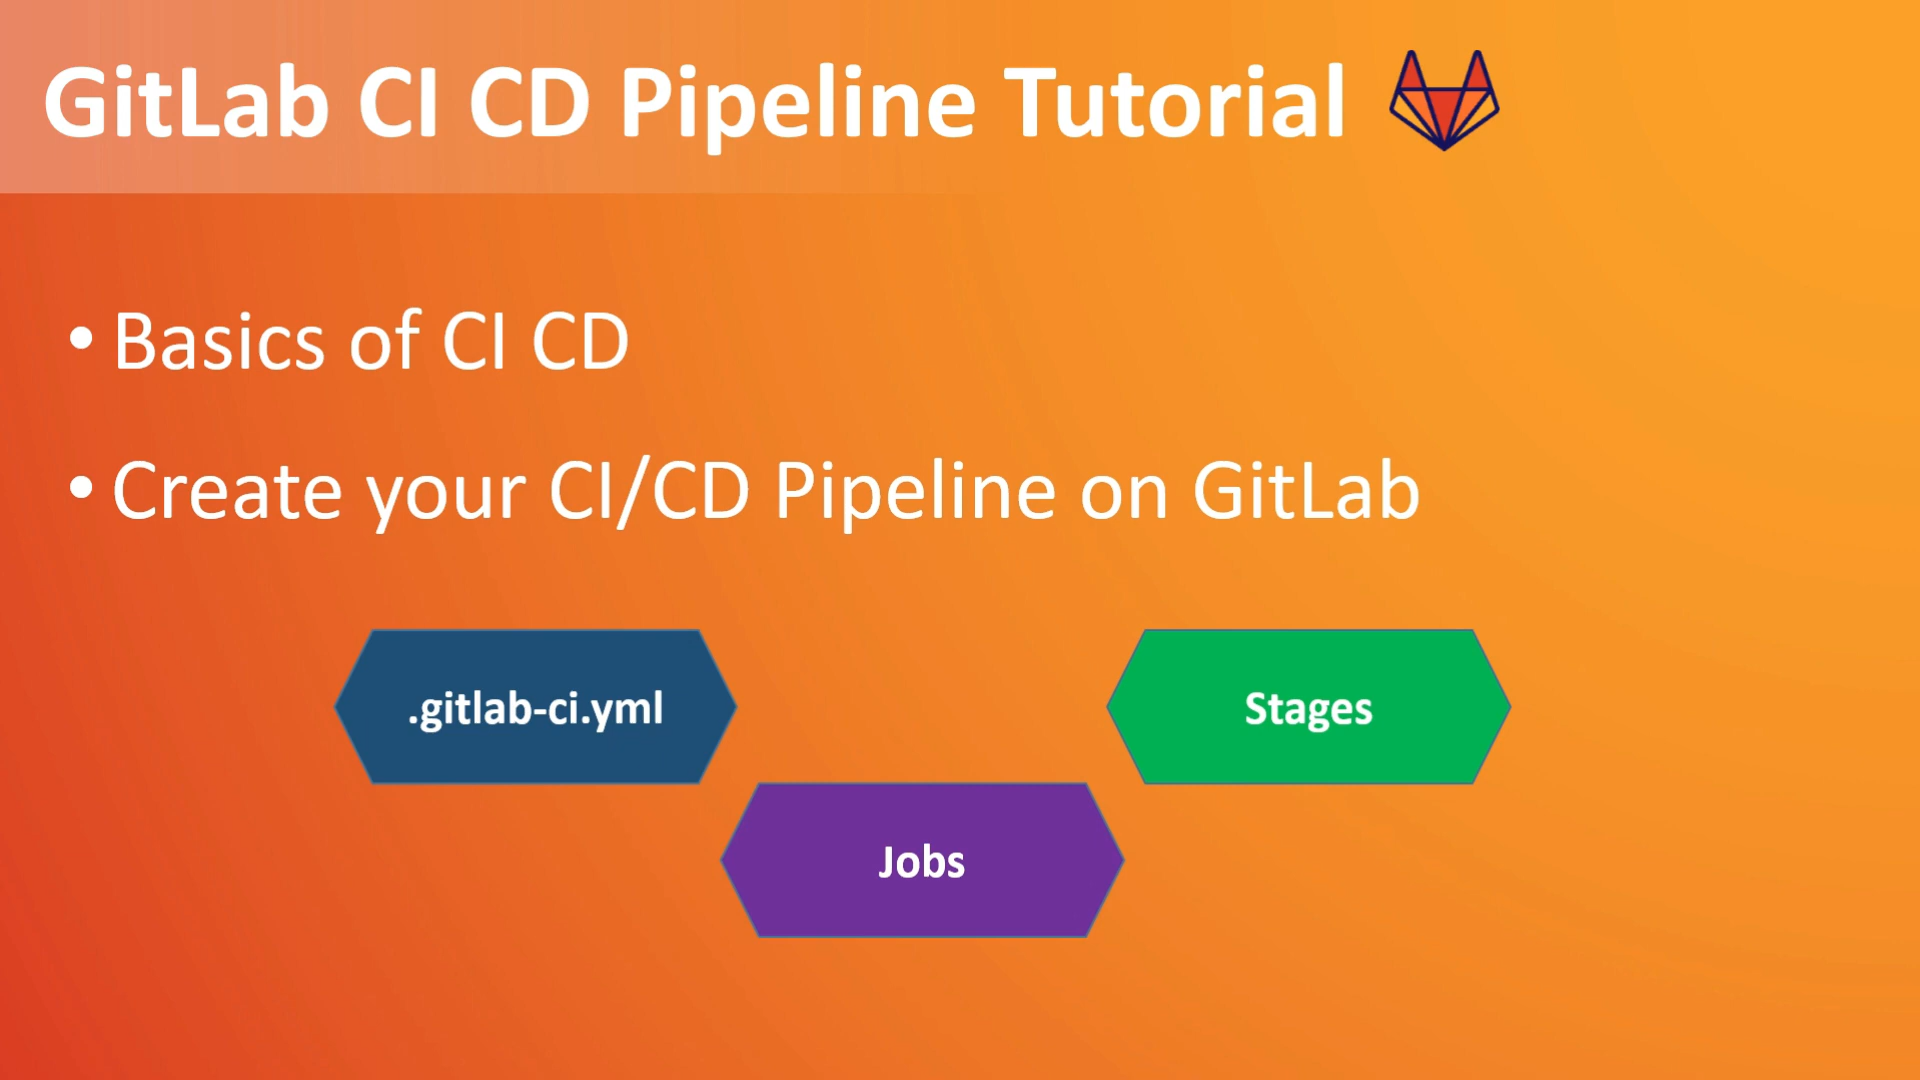 GitLab CI CD Pipeline Tutorial
• Basics of CI CD
• Create your CI/CD Pipeline on GitLab
.gitlab-ci.yml
Stages
Jobs